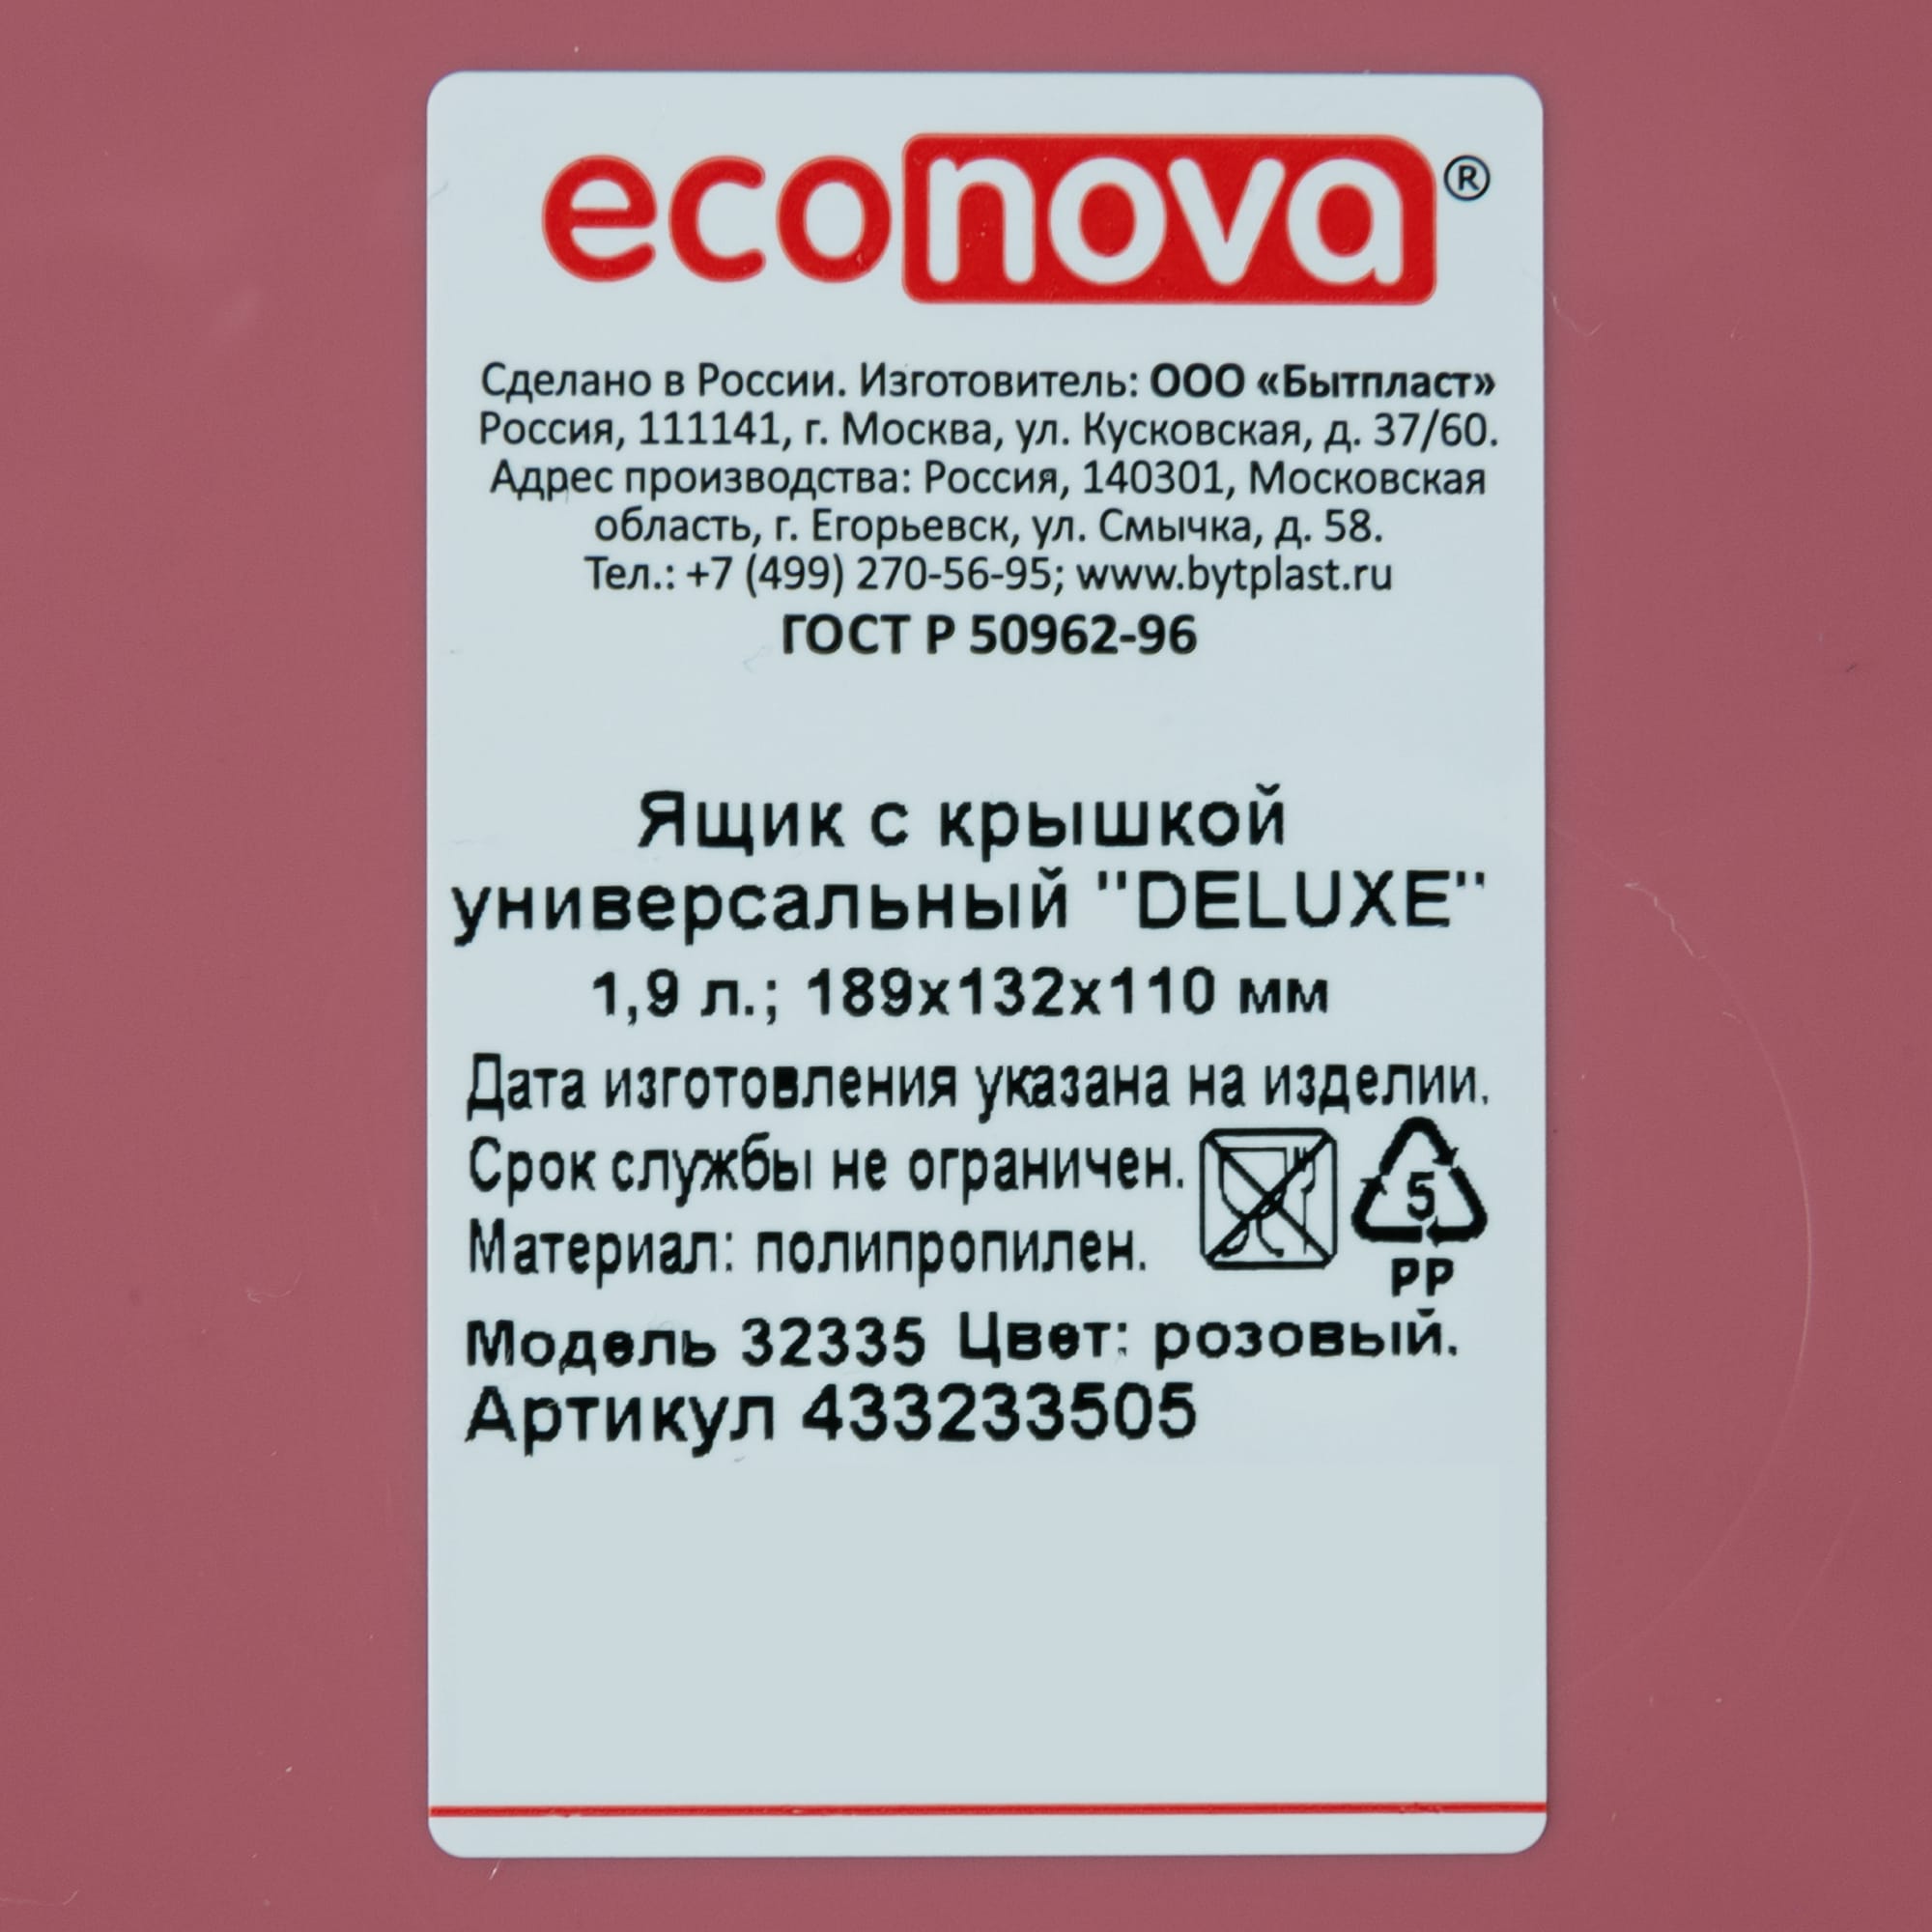 econova®
Сделано в России. Изготовитель: ООО «Бытпласт»
Россия, 111141, г. Москва, ул. Кусковская, д. 37/60.
Адрес производства: Россия, 140301, Московская
область, г. Егорьевск, ул. Смычка, д. 58.
Тел.: +7 (499) 270-56-95; www.bytplast.ru
ГОСТ Р 50962-96
Ящик с крышкой
универсальный "DELUXE"
1,9 л.; 189х132х110 мм
Дата изготовления указана на изделии.
Срок службы не ограничен.
5
Материал: полипропилен.
PP
Модель 32335 Цвет: розовый.
Артикул 433233505